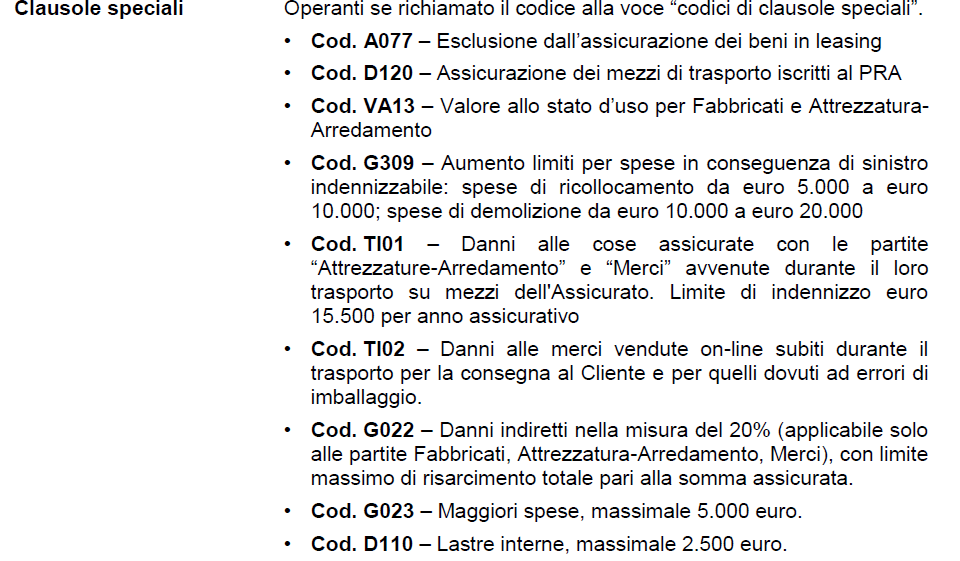 Clausole speciali Operanti se richiamato il codice alla voce “codici di clausole speciali”.
• Cod. A077 – Esclusione dall’assicurazione dei beni in leasing
• Cod. D120 – Assicurazione dei mezzi di trasporto iscritti al PRA
• Cod. VA13 – Valore allo stato d’uso per Fabbricati e Attrezzatura-
Arredamento
• Cod. G309 – Aumento limiti per spese in conseguenza di sinistro
indennizzabile: spese di ricollocamento da euro 5.000 a euro
10.000; spese di demolizione da euro 10.000 a euro 20.000
• Cod. TI01 – Danni alle cose assicurate con le partite
“Attrezzature-Arredamento” e “Merci” avvenute durante il loro
trasporto su mezzi dell'Assicurato. Limite di indennizzo euro
15.500 per anno assicurativo
• Cod. TI02 – Danni alle merci vendute on-line subiti durante il
trasporto per la consegna al Cliente e per quelli dovuti ad errori di
imballaggio.
• Cod. G022 – Danni indiretti nella misura del 20% (applicabile solo
alle partite Fabbricati, Attrezzatura-Arredamento, Merci), con limite
massimo di risarcimento totale pari alla somma assicurata.
• Cod. G023 – Maggiori spese, massimale 5.000 euro.
• Cod. D110 – Lastre interne, massimale 2.500 euro.